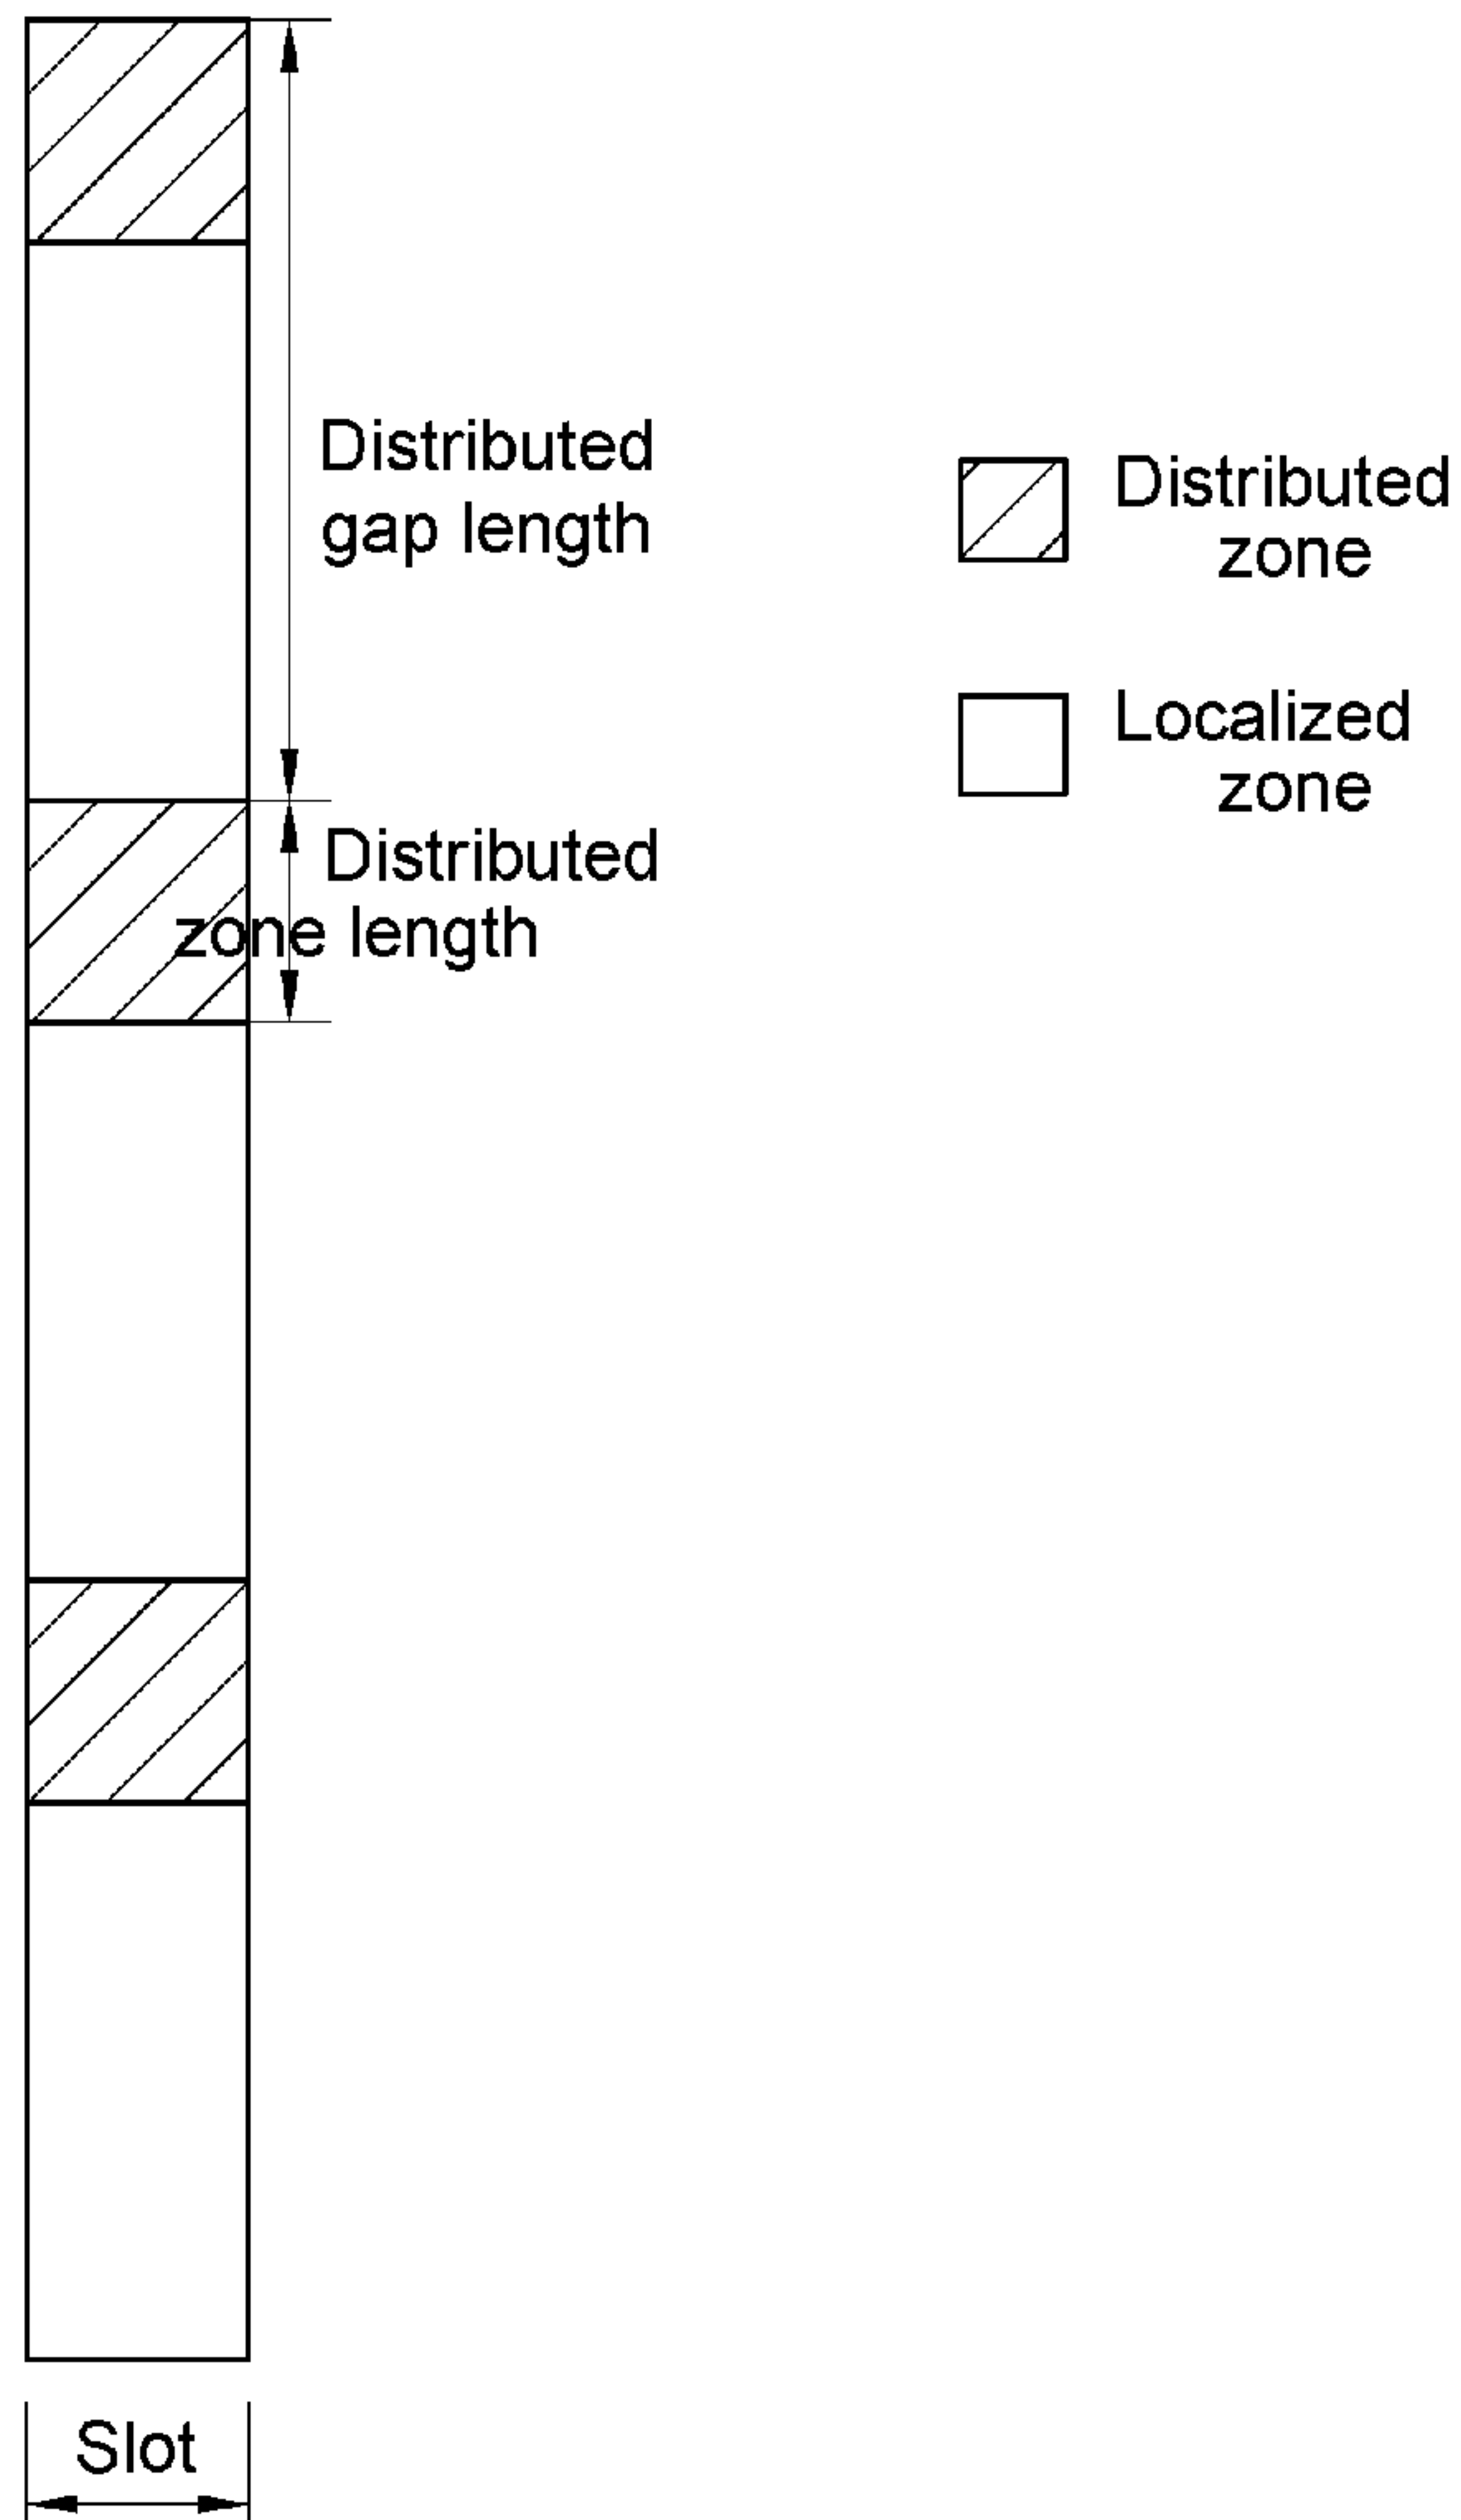 Distributed
gap length
Distributed
zone
Localized
zone
Distributed
zone length
Slot